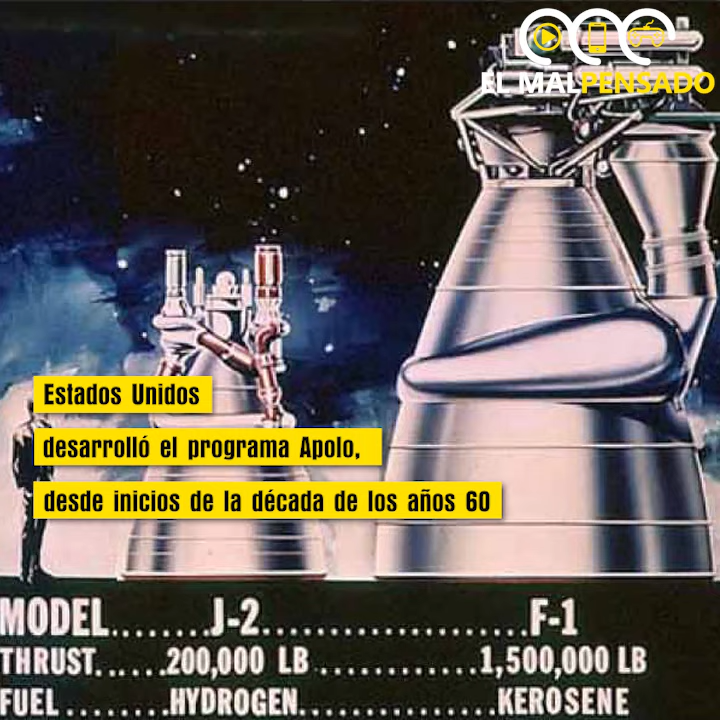 EL MALPENSADO
Estados Unidos
desarrolló el programa Apolo,
desde inicios de la década de los años 60
MODEL........J-2....................F-1
THRUST......200,000 LB............1,500,000 LB
FUEL........HYDROGEN...............KEROSENE